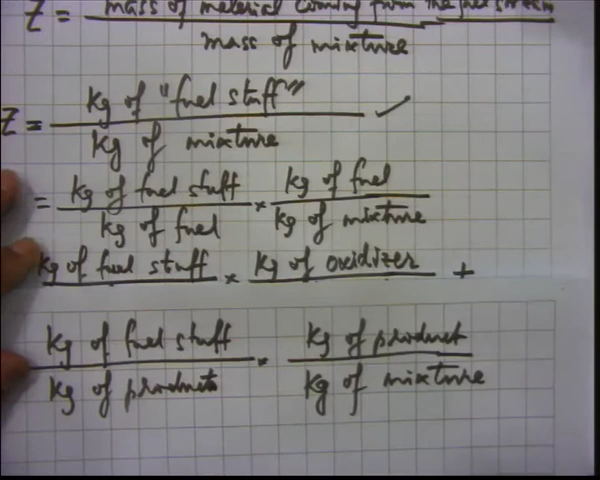 Z = mass of material coming from the fuel stream
mass of mixture
Z = kg of "fuel stuff" ✓
kg of mixture
= kg of fuel stuff × kg of fuel
kg of fuel kg of mixture
kg of fuel stuff × kg of oxidizer +
kg of fuel stuff × kg of product
kg of product kg of mixture